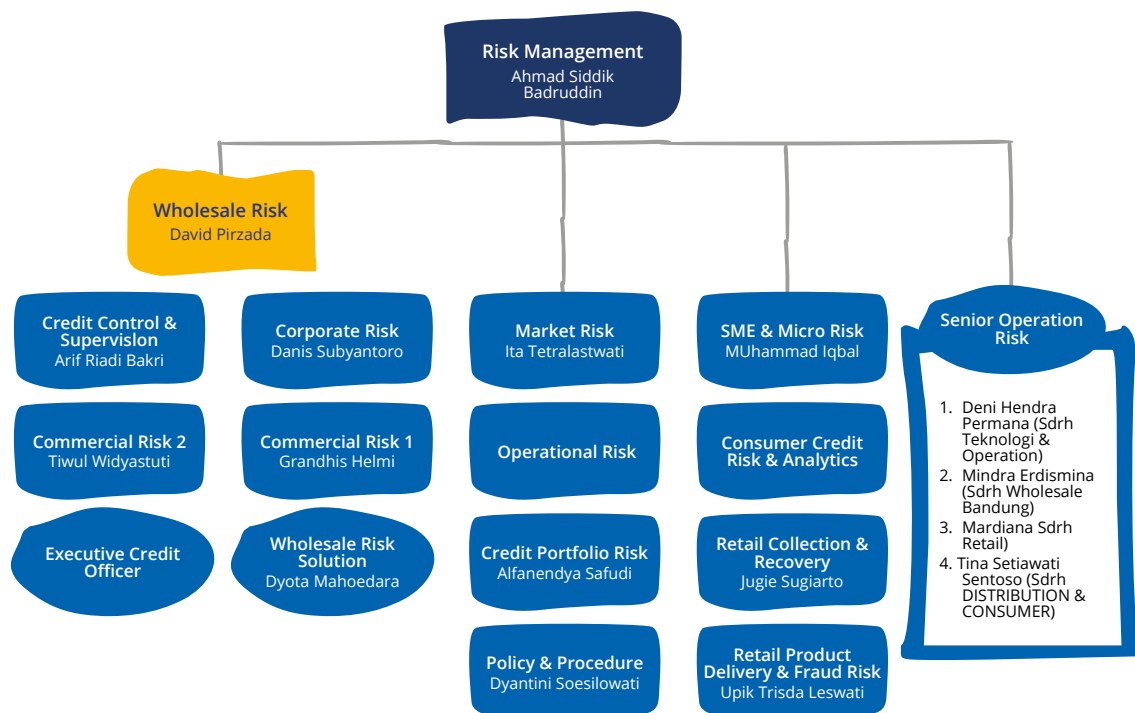 Risk Management
Ahmad Siddik
Badruddin
Wholesale Risk
David Pirzada
Credit Control &
Supervision
Arif Riadi Bakri
Corporate Risk
Danis Subyantoro
Market Risk
Ita Tetralastwati
SME & Micro Risk
MUhammad Iqbal
Senior Operation
Risk
Commercial Risk 2
Tiwul Widyastuti
Commercial Risk 1
Grandhis Helmi
Operational Risk
Consumer Credit
Risk & Analytics
Executive Credit
Officer
Wholesale Risk
Solution
Dyota Mahoedara
Credit Portfolio Risk
Alfanendya Safudi
Retail Collection &
Recovery
Jugie Sugiarto
Policy & Procedure
Dyantini Soesilowati
Retail Product
Delivery & Fraud Risk
Upik Trisda Leswati
1. Deni Hendra
Permana (Sdrh
Teknologi &
Operation)
2. Mindra Erdismina
(Sdrh Wholesale
Bandung)
3. Mardiana Sdrh
Retail)
4. Tina Setiawati
Sentoso (Sdrh
DISTRIBUTION &
CONSUMER)